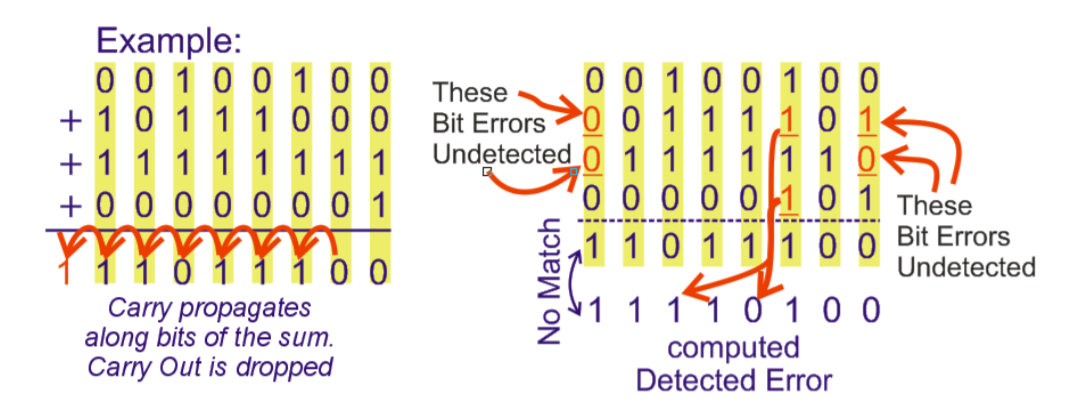 Example:
0 0 1 0 0 1 0 0
+ 1 0 1 1 1 0 0 0
+ 1 1 1 1 1 1 1 1
+ 0 0 0 0 0 0 0 1
1 1 1 0 1 1 1 0 0
Carry propagates
along bits of the sum.
Carry Out is dropped
These
Bit Errors
Undetected
0 0 1 0 0 1 0 0
0 0 1 1 1 1 0 1
0 1 1 1 1 1 1 0
0 0 0 0 0 1 0 1
1 1 0 1 1 1 0 0
No Match
1 1 1 1 0 1 0 0
computed
Detected Error
These
Bit Errors
Undetected